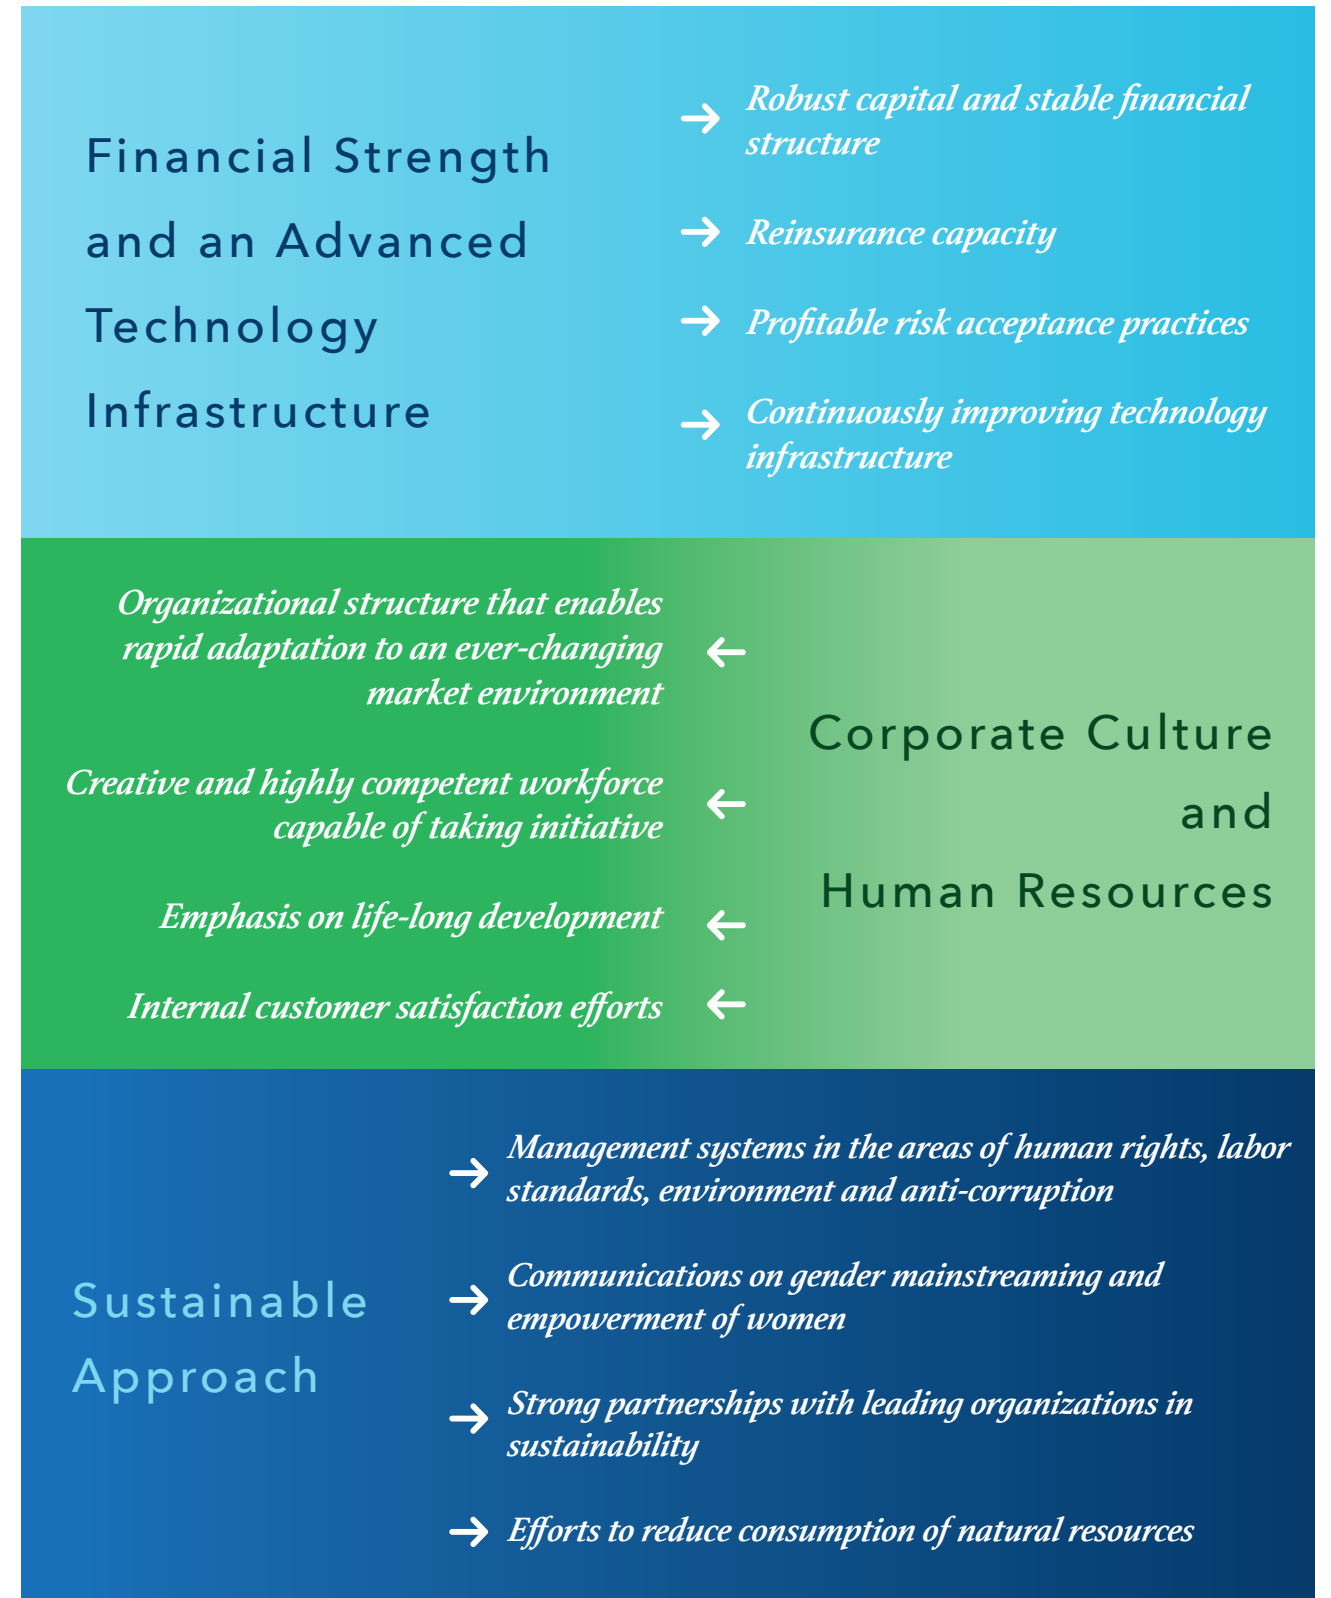 Financial Strength
and an Advanced
Technology
Infrastructure
Robust capital and stable financial
structure
Reinsurance capacity
Profitable risk acceptance practices
Continuously improving technology
infrastructure
Organizational structure that enables
rapid adaptation to an ever-changing
market environment
Creative and highly competent workforce
capable of taking initiative
Emphasis on life-long development
Internal customer satisfaction efforts
Corporate Culture
and
Human Resources
Sustainable
Approach
Management systems in the areas of human rights, labor
standards, environment and anti-corruption
Communications on gender mainstreaming and
empowerment of women
Strong partnerships with leading organizations in
sustainability
Efforts to reduce consumption of natural resources